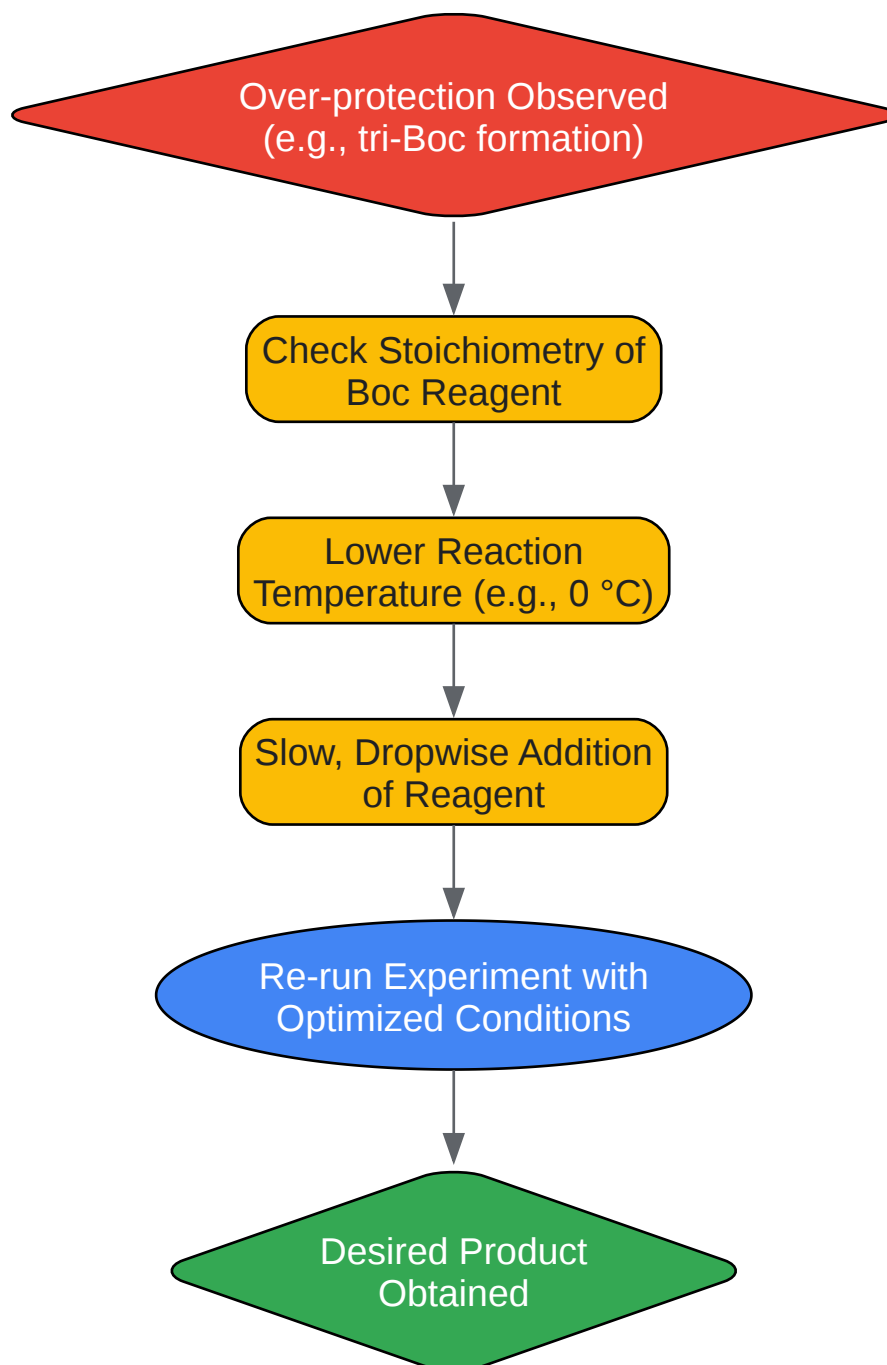 Over-protection Observed
(e.g., tri-Boc formation)
Check Stoichiometry of
Boc Reagent
Lower Reaction
Temperature (e.g., 0 °C)
Slow, Dropwise Addition
of Reagent
Re-run Experiment with
Optimized Conditions
Desired Product
Obtained